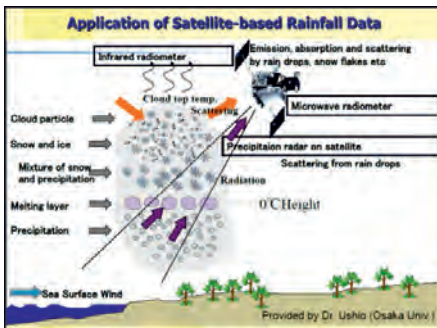 Application of Satellite-based Rainfall Data
Infrared radiometer
Emission, absorption and scattering
by rain drops, snow flakes etc
Cloud top temp.
Scattering
Microwave radiometer
Cloud particle
Snow and ice
Precipitaion radar on satellite
Scattering from rain drops
Mixture of snow
and precipitation
Radiation
Melting layer
0°C Height
Precipitation
Sea Surface Wind
Provided by Dr. Ushio (Osaka Univ.)